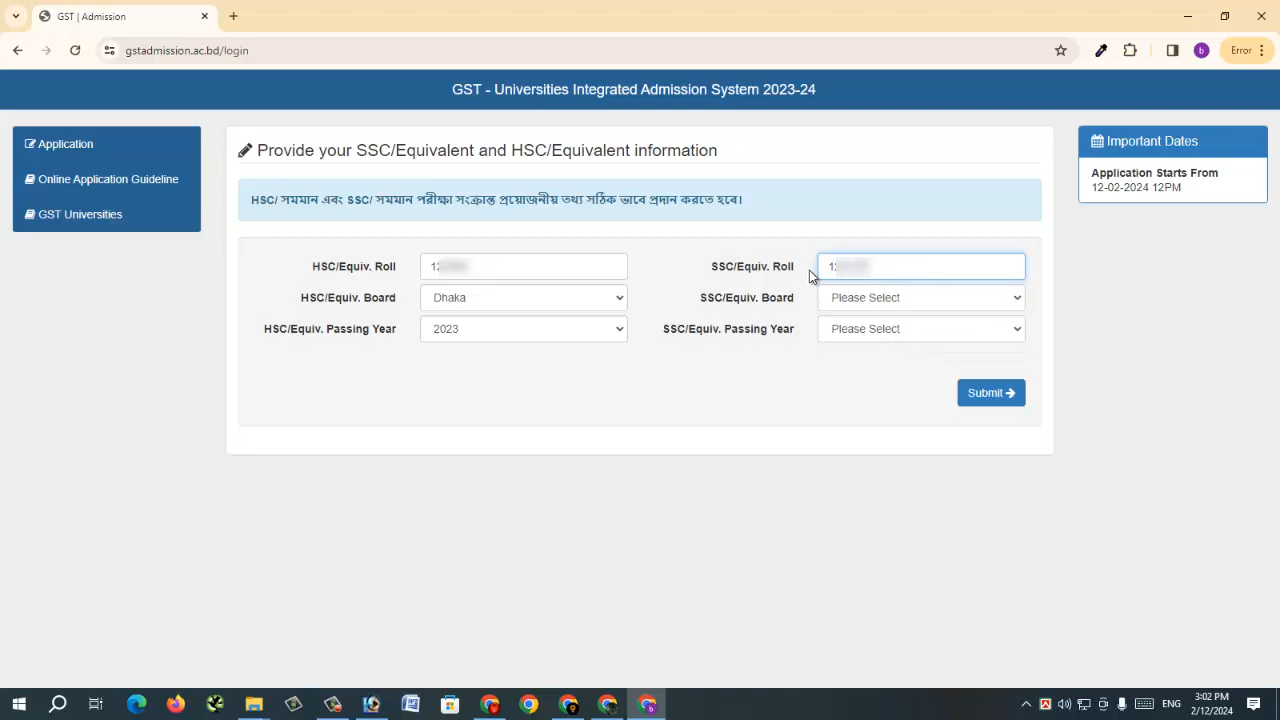 GST | Admission
gstadmission.ac.bd/login
Error
GST - Universities Integrated Admission System 2023-24
Application
Online Application Guideline
GST Universities
Provide your SSC/Equivalent and HSC/Equivalent information
HSC/ সমমান এবং SSC/ সমমান পরীক্ষা সংক্রান্ত প্রয়োজনীয় তথ্য সঠিক ভাবে প্রদান করতে হবে।
HSC/Equiv. Roll
SSC/Equiv. Roll
HSC/Equiv. Board Dhaka
SSC/Equiv. Board Please Select
HSC/Equiv. Passing Year 2023
SSC/Equiv. Passing Year Please Select
Submit
Important Dates
Application Starts From
12-02-2024 12PM
ENG
3:02 PM
2/12/2024